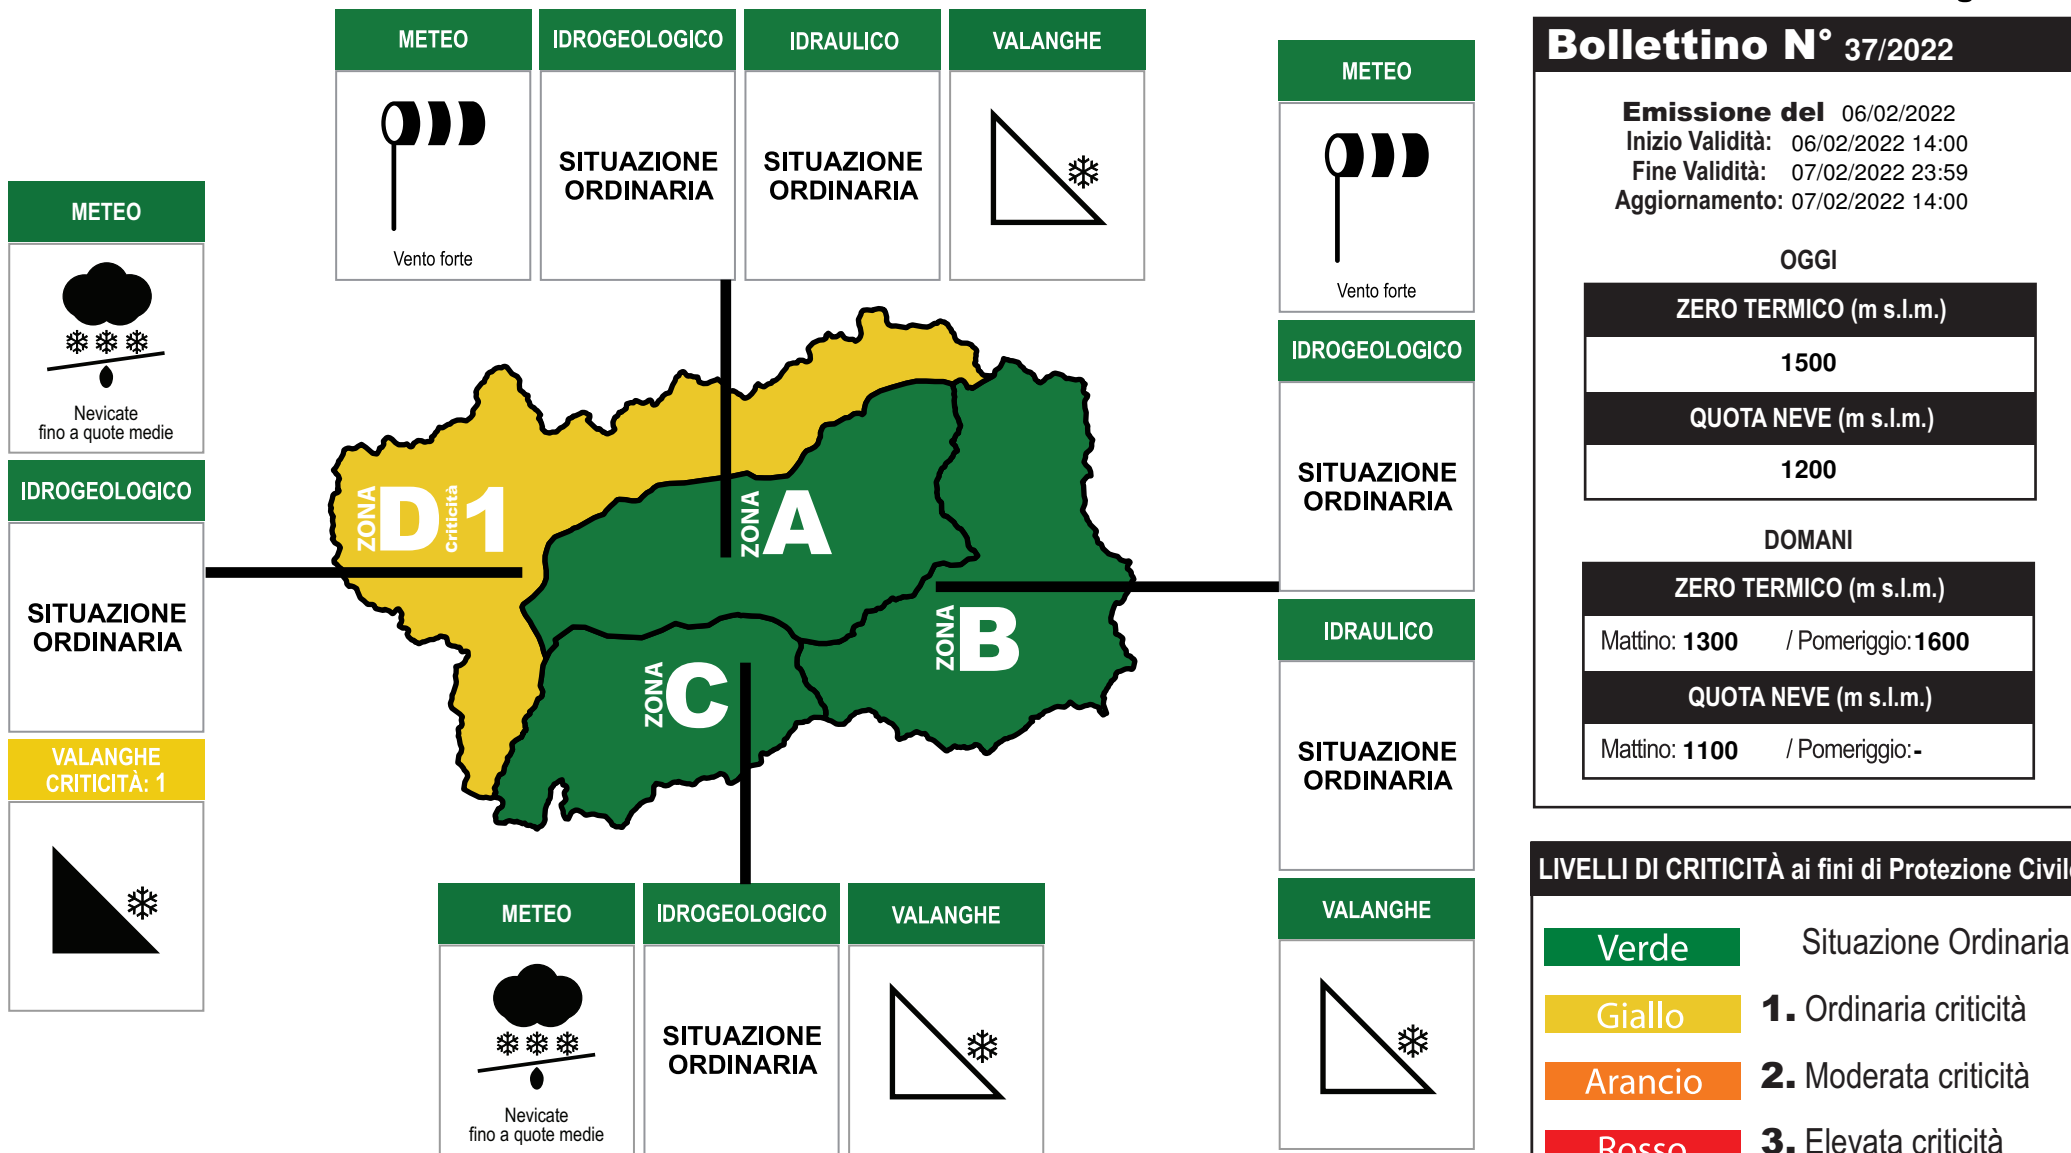 METEO
Vento forte
IDROGEOLOGICO
SITUAZIONE
ORDINARIA
IDRAULICO
SITUAZIONE
ORDINARIA
VALANGHE
METEO
Nevicate
fino a quote medie
IDROGEOLOGICO
SITUAZIONE
ORDINARIA
VALANGHE
CRITICITÀ: 1
ZONA D Criticità 1
ZONA A
ZONA B
ZONA C
METEO
Nevicate
fino a quote medie
IDROGEOLOGICO
SITUAZIONE
ORDINARIA
VALANGHE
METEO
Vento forte
IDROGEOLOGICO
SITUAZIONE
ORDINARIA
IDRAULICO
SITUAZIONE
ORDINARIA
VALANGHE
Bollettino N° 37/2022
Emissione del 06/02/2022
Inizio Validità: 06/02/2022 14:00
Fine Validità: 07/02/2022 23:59
Aggiornamento: 07/02/2022 14:00
OGGI
ZERO TERMICO (m s.l.m.)
1500
QUOTA NEVE (m s.l.m.)
1200
DOMANI
ZERO TERMICO (m s.l.m.)
Mattino: 1300 / Pomeriggio: 1600
QUOTA NEVE (m s.l.m.)
Mattino: 1100 / Pomeriggio: -
LIVELLI DI CRITICITÀ ai fini di Protezione Civile
Verde Situazione Ordinaria
Giallo 1. Ordinaria criticità
Arancio 2. Moderata criticità
Rosso 3. Elevata criticità